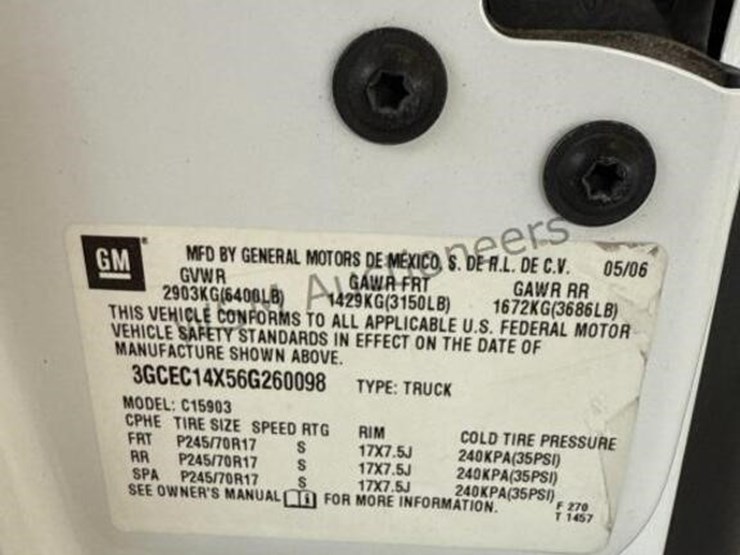 GM
MFD BY GENERAL MOTORS DE MEXICO, S. DE R.L. DE C.V. 05/06
GVWR GAWR FRT GAWR RR
2903KG(6400LB) 1429KG(3150LB) 1672KG(3686LB)
THIS VEHICLE CONFORMS TO ALL APPLICABLE U.S. FEDERAL MOTOR
VEHICLE SAFETY STANDARDS IN EFFECT ON THE DATE OF
MANUFACTURE SHOWN ABOVE.
3GCEC14X56G260098 TYPE: TRUCK
MODEL: C15903
CPHE TIRE SIZE SPEED RTG RIM COLD TIRE PRESSURE
FRT P245/70R17 S 17X7.5J 240KPA(35PSI)
RR P245/70R17 S 17X7.5J 240KPA(35PSI)
SPA P245/70R17 S 17X7.5J 240KPA(35PSI)
SEE OWNER'S MANUAL FOR MORE INFORMATION.
F 270
T 1457
Auctioneers